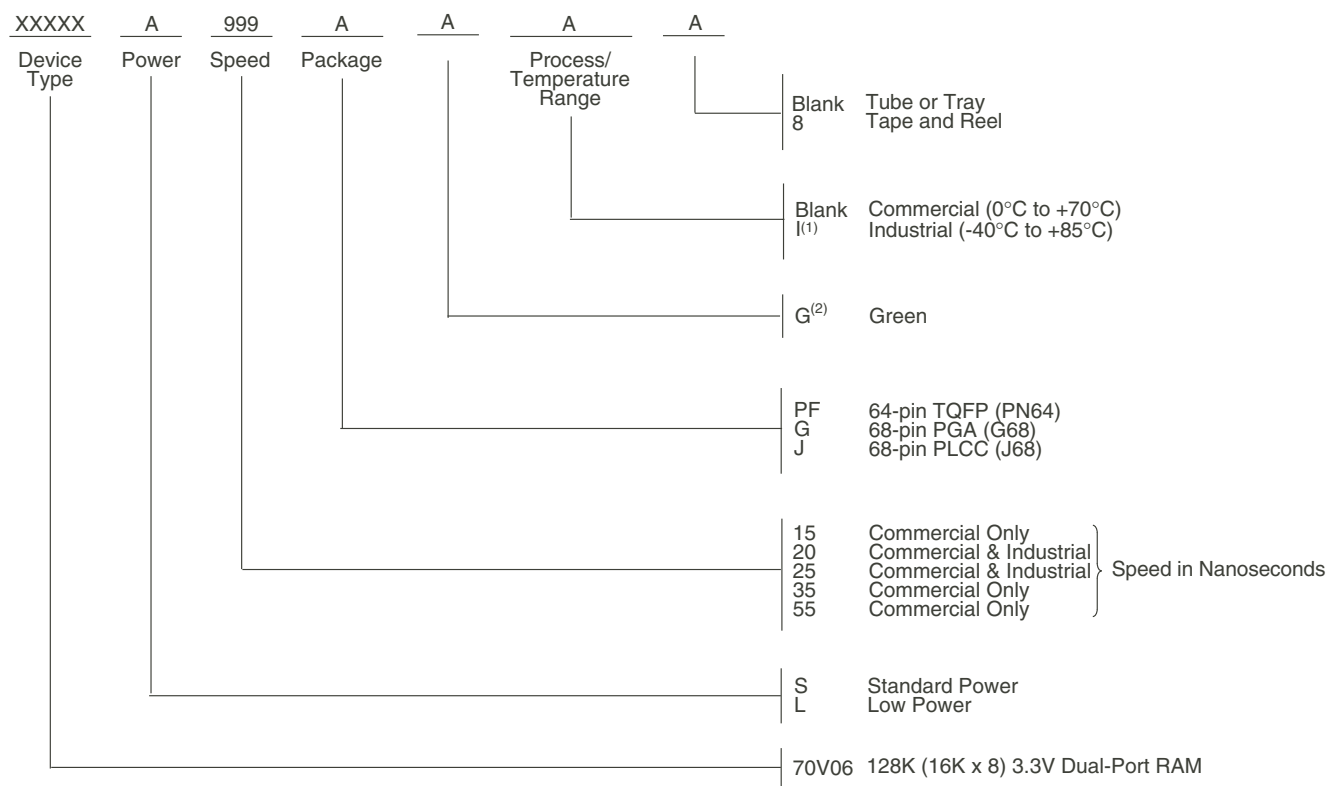 XXXXX A 999 A A A A
Device Type Power Speed Package Process/ Temperature Range
Blank Tube or Tray
8 Tape and Reel
Blank Commercial (0°C to +70°C)
I(1) Industrial (-40°C to +85°C)
G(2) Green
PF 64-pin TQFP (PN64)
G 68-pin PGA (G68)
J 68-pin PLCC (J68)
15 Commercial Only
20 Commercial & Industrial
25 Commercial & Industrial
35 Commercial Only
55 Commercial Only
Speed in Nanoseconds
S Standard Power
L Low Power
70V06 128K (16K x 8) 3.3V Dual-Port RAM